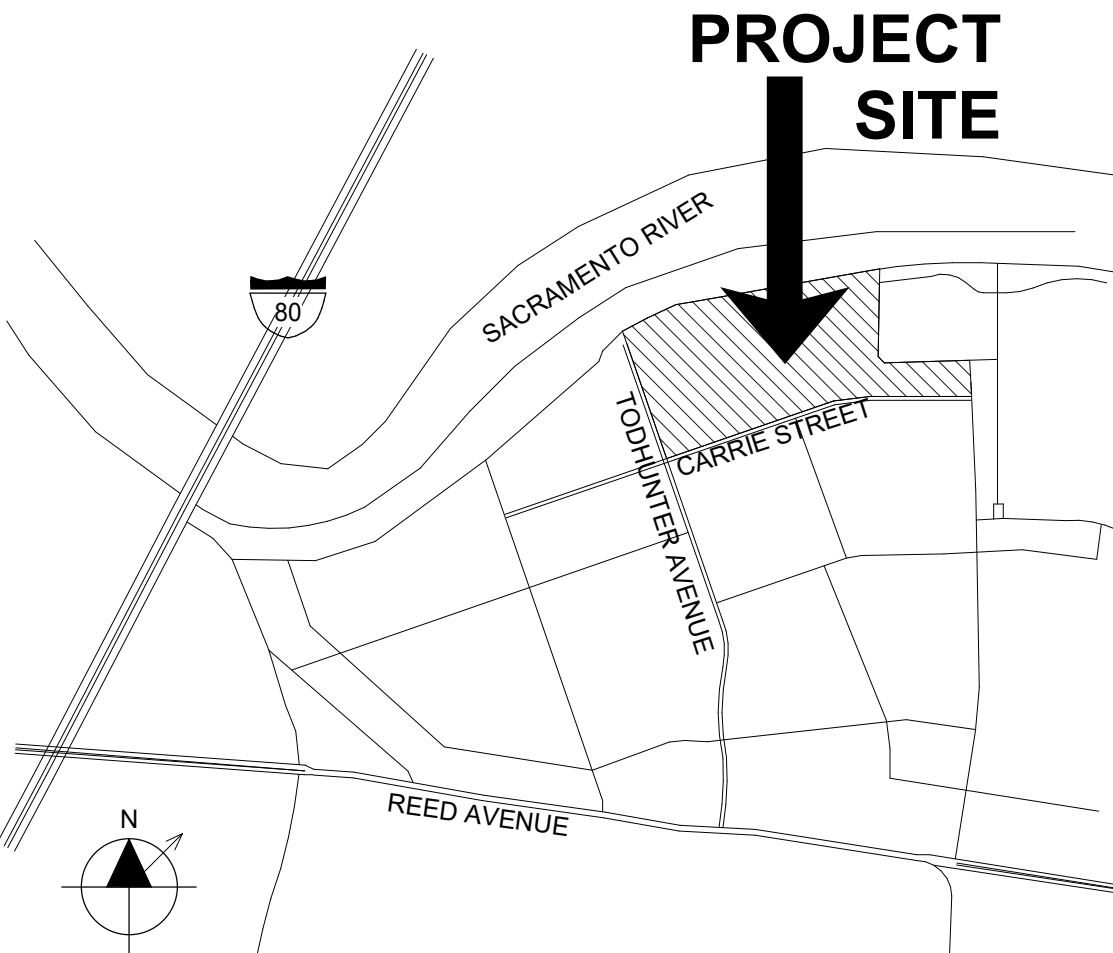 PROJECT
SITE
SACRAMENTO RIVER
80
TODHUNTER AVENUE
CARRIE STREET
REED AVENUE
N